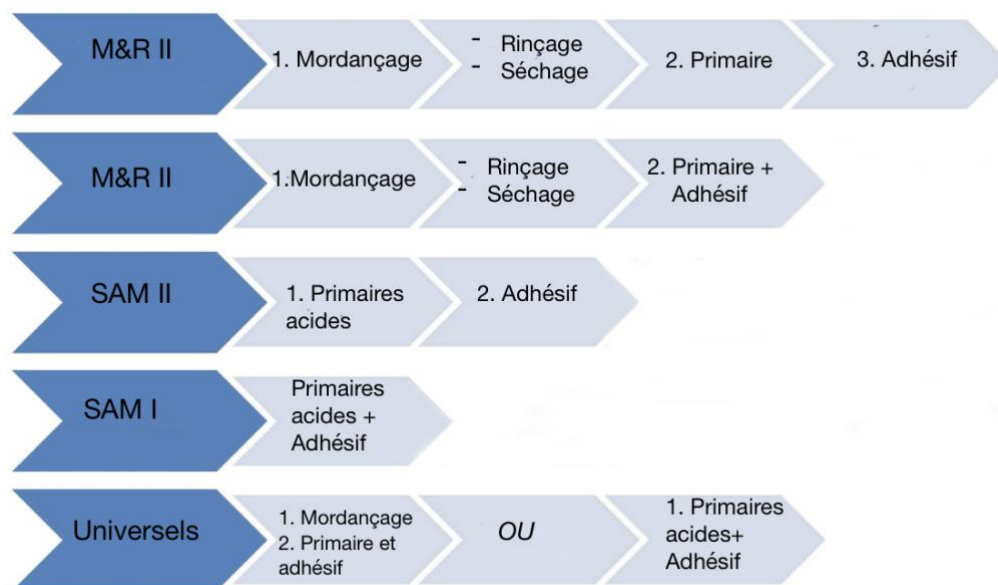 M&R II
1. Mordançage
- Rinçage
- Séchage
2. Primaire
3. Adhésif
M&R II
1.Mordançage
- Rinçage
- Séchage
2. Primaire +
Adhésif
SAM II
1. Primaires
acides
2. Adhésif
SAM I
Primaires
acides +
Adhésif
Universels
1. Mordançage
2. Primaire et
adhésif
OU
1. Primaires
acides+
Adhésif